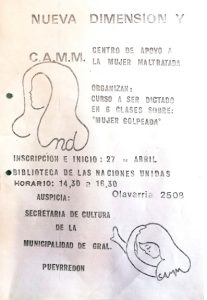 NUEVA DIMENSION Y
C.A.M.M. CENTRO DE APOYO A
LA MUJER MALTRATADA
ORGANIZAN:
CURSO A SER DICTADO
EN 6 CLASES SOBRE:
"MUJER GOLPEADA"
nd
INSCRIPCION E INICIO: 27 DE ABRIL
BIBLIOTECA DE LAS NACIONES UNIDAS
HORARIO: 14,30 a 16,30 Olavarria 2508
AUSPICIA:
SECRETARIA DE CULTURA
DE LA
MUNICIPALIDAD DE GRAL.
PUEYRREDON
Camm